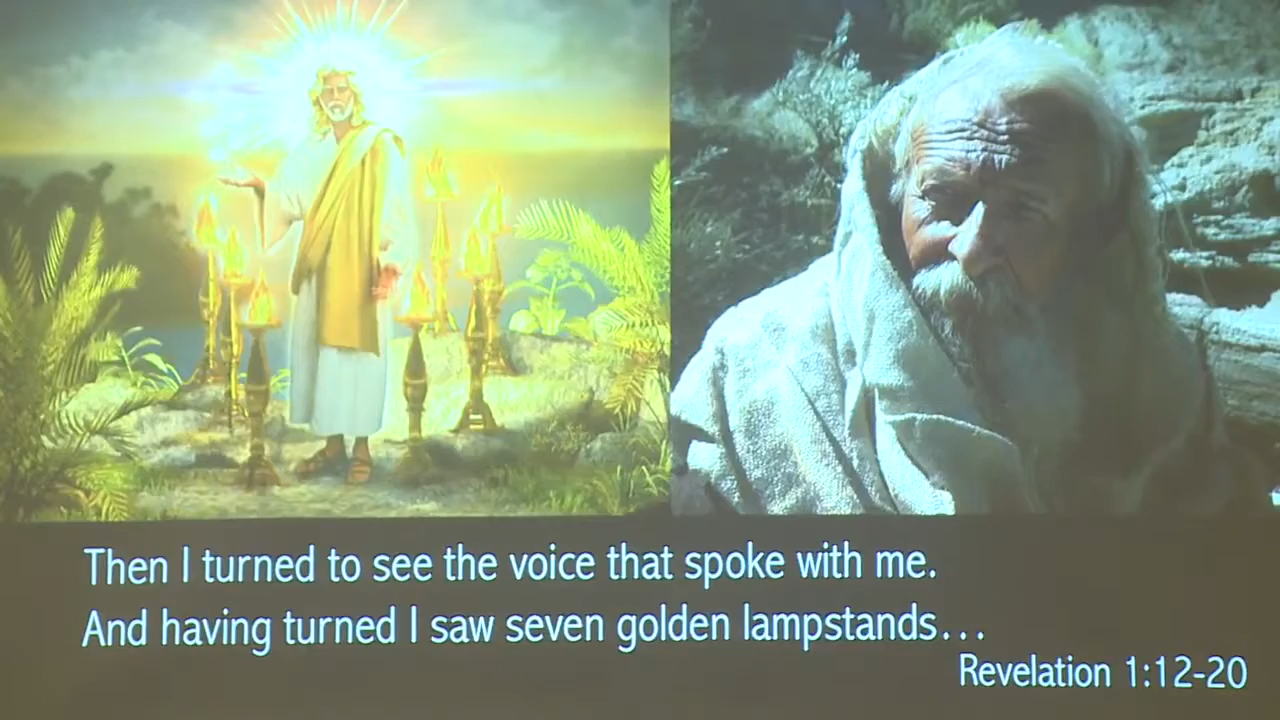 Then I turned to see the voice that spoke with me.
And having turned I saw seven golden lampstands...
Revelation 1:12-20